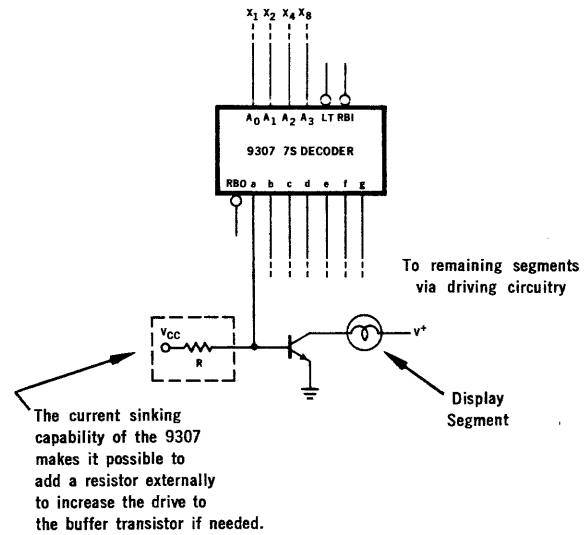 X1 X2 X4 X8
A0 A1 A2 A3 LT RBI
9307 7S DECODER
RBO a b c d e f g
To remaining segments
via driving circuitry
VCC
R
V+
Display
Segment
The current sinking
capability of the 9307
makes it possible to
add a resistor externally
to increase the drive to
the buffer transistor if needed.